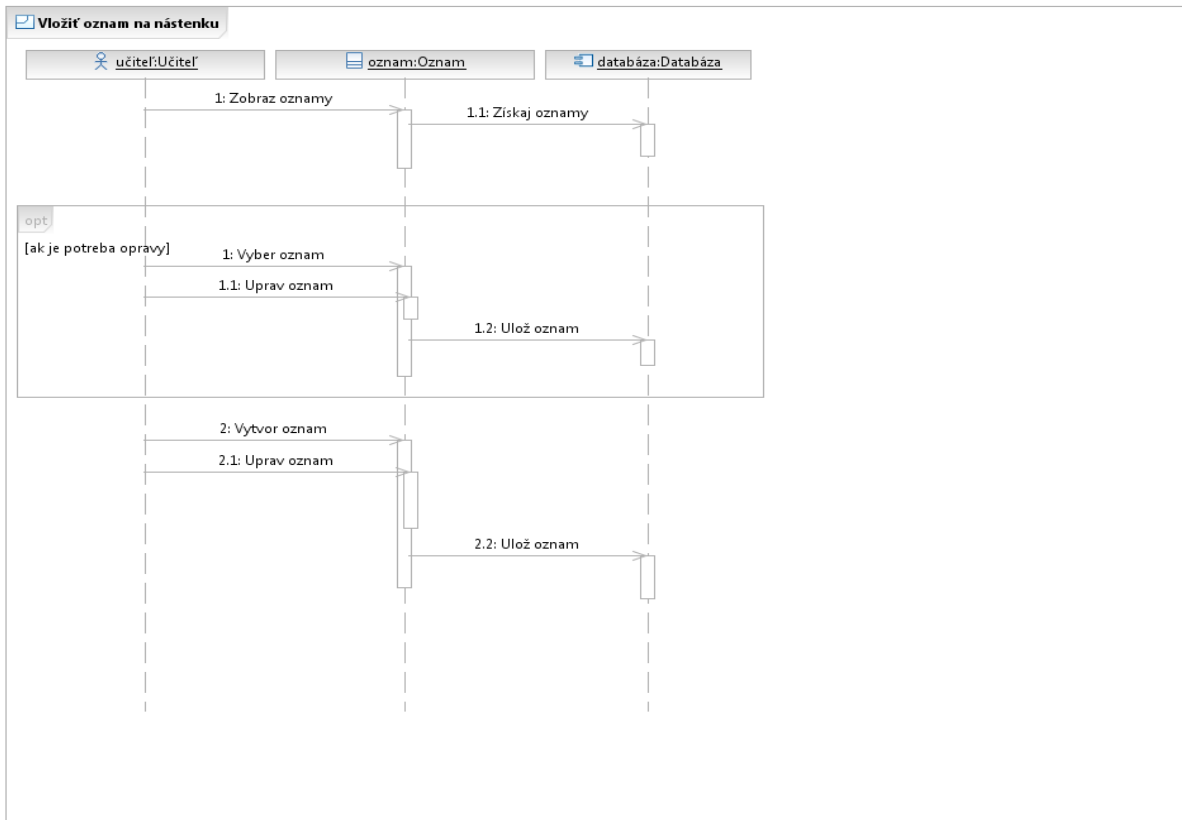 Vložiť oznam na nástenku
učiteľ:Učiteľ
oznam:Oznam
databáza:Databáza
1: Zobraz oznamy
1.1: Získaj oznamy
opt
[ak je potreba opravy]
1: Vyber oznam
1.1: Uprav oznam
1.2: Ulož oznam
2: Vytvor oznam
2.1: Uprav oznam
2.2: Ulož oznam